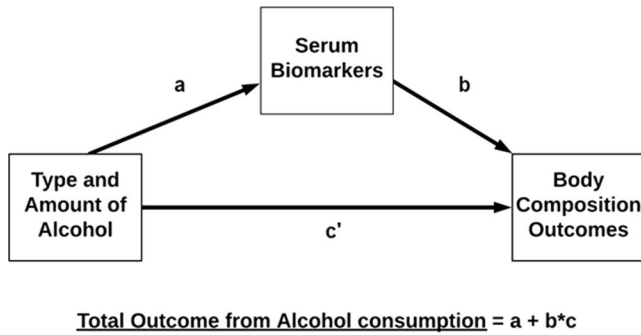 Serum
Biomarkers
a
b
Type and
Amount of
Alcohol
Body
Composition
Outcomes
c'
Total Outcome from Alcohol consumption = a + b*c